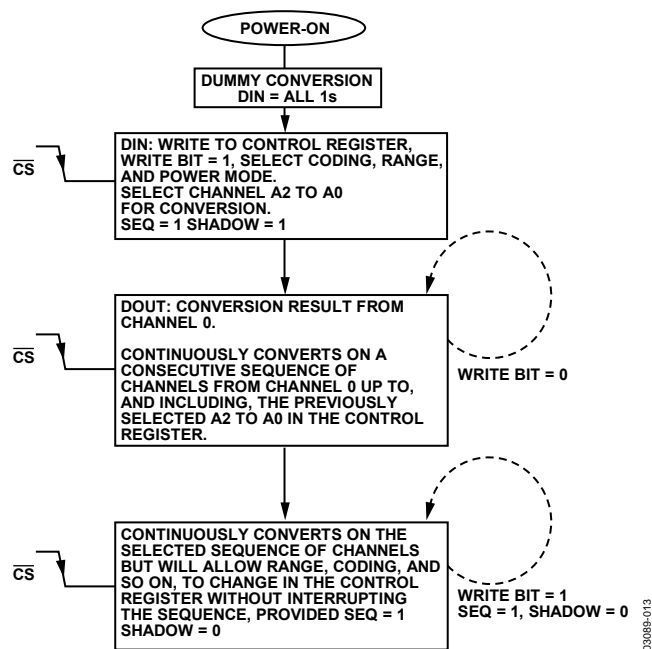 POWER-ON
DUMMY CONVERSION
DIN = ALL 1s
CS
DIN: WRITE TO CONTROL REGISTER,
WRITE BIT = 1, SELECT CODING, RANGE,
AND POWER MODE.
SELECT CHANNEL A2 TO A0
FOR CONVERSION.
SEQ = 1 SHADOW = 1
CS
DOUT: CONVERSION RESULT FROM
CHANNEL 0.
CONTINUOUSLY CONVERTS ON A
CONSECUTIVE SEQUENCE OF
CHANNELS FROM CHANNEL 0 UP TO,
AND INCLUDING, THE PREVIOUSLY
SELECTED A2 TO A0 IN THE CONTROL
REGISTER.
WRITE BIT = 0
CS
CONTINUOUSLY CONVERTS ON THE
SELECTED SEQUENCE OF CHANNELS
BUT WILL ALLOW RANGE, CODING, AND
SO ON, TO CHANGE IN THE CONTROL
REGISTER WITHOUT INTERRUPTING
THE SEQUENCE, PROVIDED SEQ = 1
SHADOW = 0
WRITE BIT = 1
SEQ = 1, SHADOW = 0
03089-013